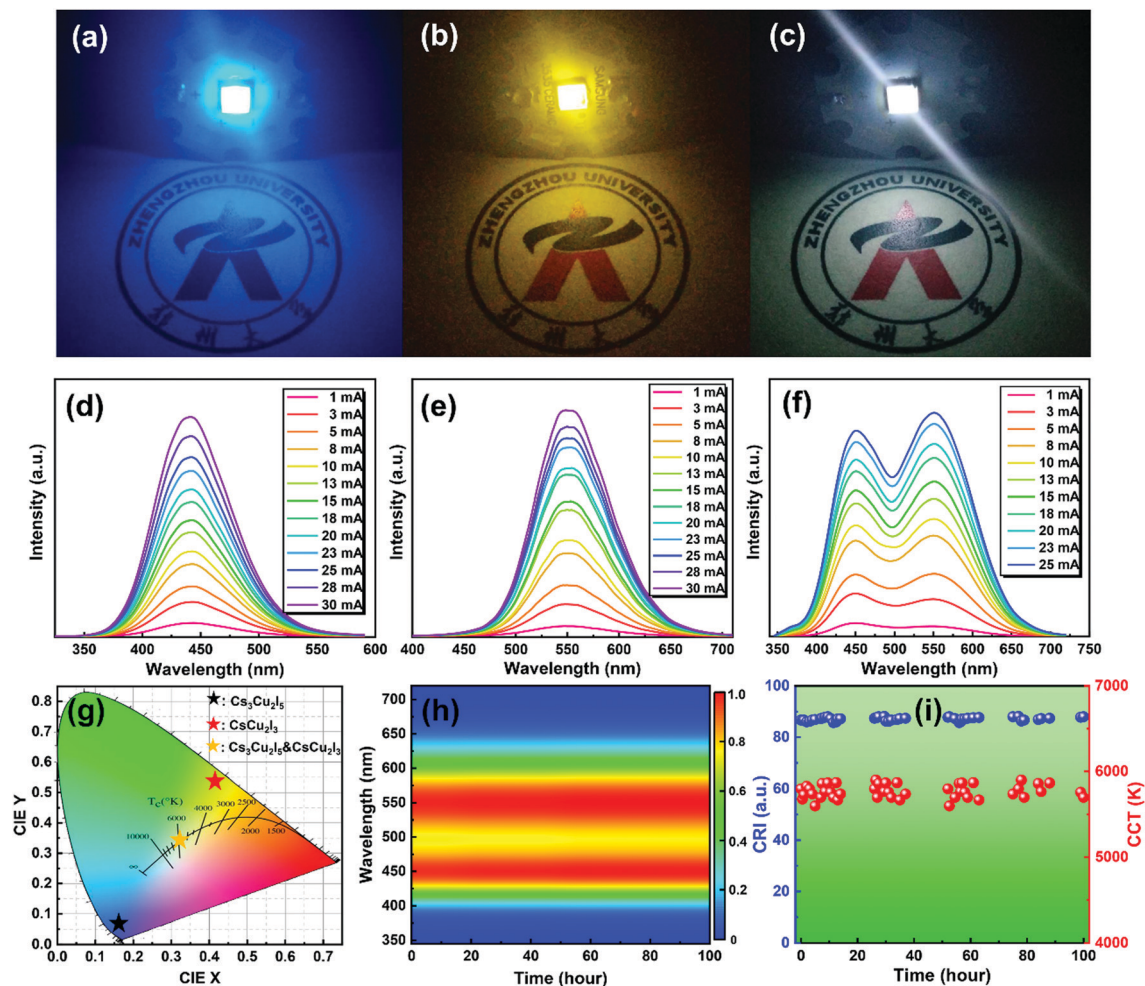 (a)
(b)
(c)
ZHENGZHOU UNIVERSITY
ZHENGZHOU UNIVERSITY
ZHENGZHOU UNIVERSITY
(d)
1 mA
3 mA
5 mA
8 mA
10 mA
13 mA
15 mA
18 mA
20 mA
23 mA
25 mA
28 mA
30 mA
Intensity (a.u.)
350 400 450 500 550 600
Wavelength (nm)
(e)
1 mA
3 mA
5 mA
8 mA
10 mA
13 mA
15 mA
18 mA
20 mA
23 mA
25 mA
28 mA
30 mA
Intensity (a.u.)
400 450 500 550 600 650 700
Wavelength (nm)
(f)
1 mA
3 mA
5 mA
8 mA
10 mA
13 mA
15 mA
18 mA
20 mA
23 mA
25 mA
Intensity (a.u.)
350 400 450 500 550 600 650 700 750
Wavelength (nm)
(g)
★: Cs₃Cu₂I₅
★: CsCu₂I₃
★: Cs₃Cu₂I₅&CsCu₂I₃
T_C(°K)
∞ 10000 6000 4000 3000 2500 2000 1500
CIE Y
0.8
0.7
0.6
0.5
0.4
0.3
0.2
0.1
0.0
0.0 0.1 0.2 0.3 0.4 0.5 0.6 0.7
CIE X
(h)
Wavelength (nm)
700
650
600
550
500
450
400
350
0 20 40 60 80 100
Time (hour)
1.0
0.8
0.6
0.4
0.2
0
(i)
CRI (a.u.)
100
80
60
40
20
0
0 20 40 60 80 100
Time (hour)
7000
6000
5000
4000
CCT (K)